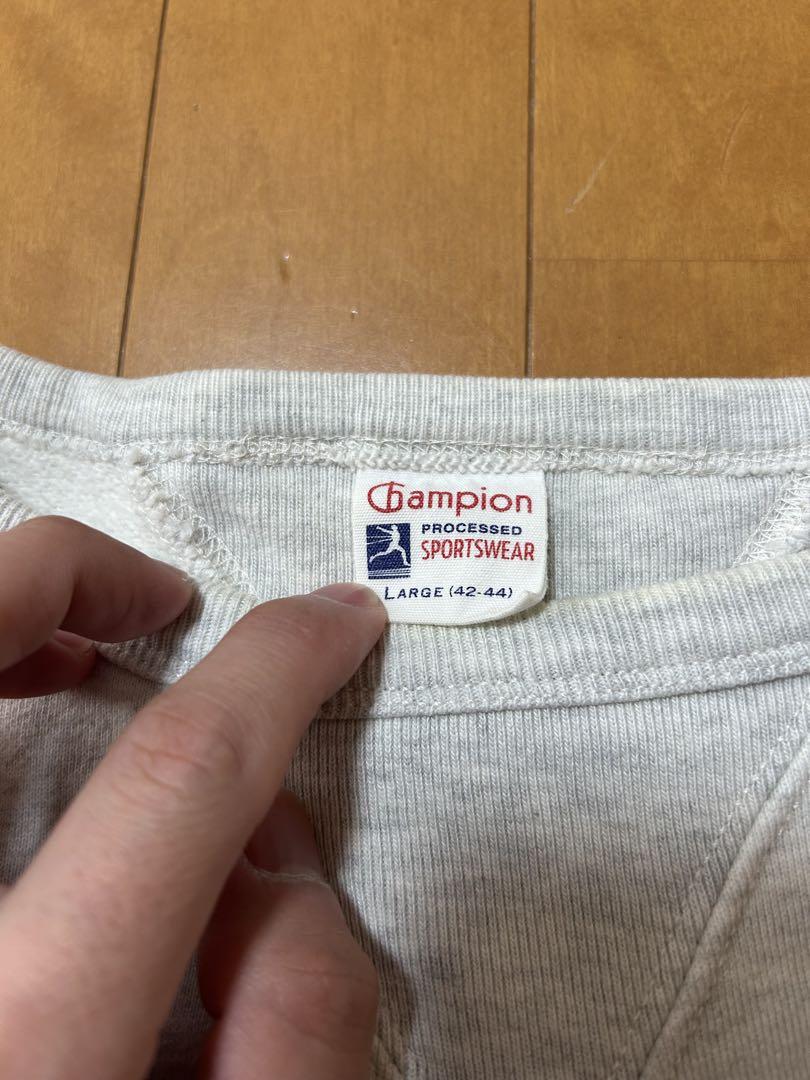 Champion
PROCESSED
SPORTSWEAR
LARGE (42-44)